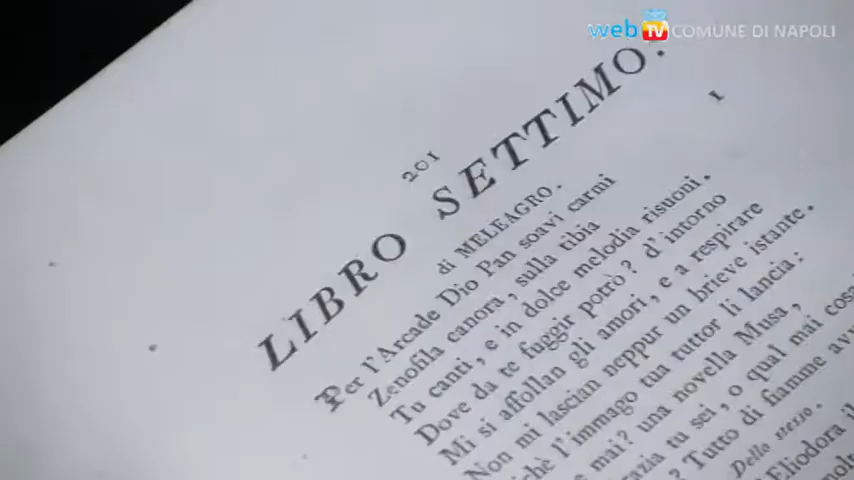 web TV COMUNE DI NAPOLI
201
I
LIBRO SETTIMO.
di MELEAGRO.
Per l'Arcade Dio Pan soavi carmi
Zenofila canora, sulla tibia
Tu canti, e in dolce melodia risuoni.
Dove da te fuggir potrò? d'intorno
Mi si affollan gli amori, e a respirare
Non mi lascian neppur un brieve istante.
l'immago tua tuttor li lancia:
mai? una novella Musa,
tu sei, o qual mai cosa
? Tutto di fiamme
Dello stesso.
Eliodora il